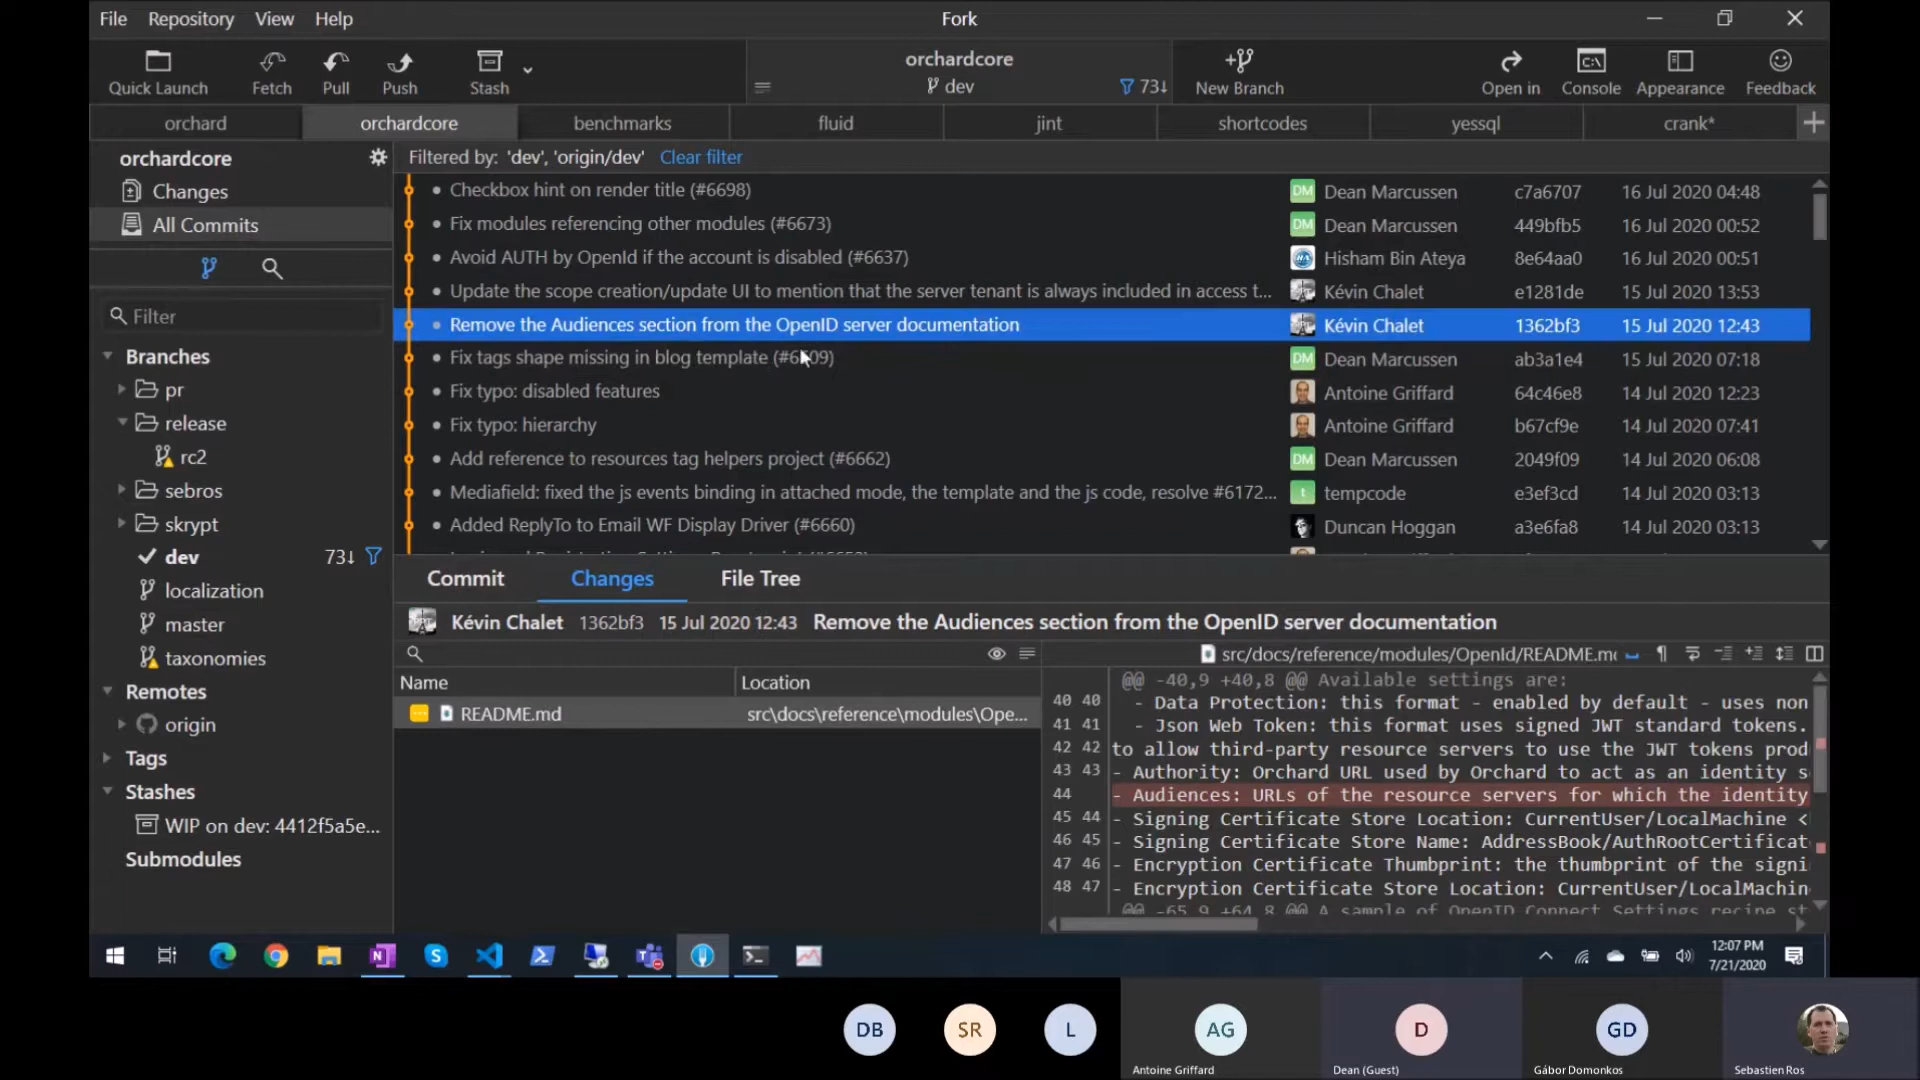 File Repository View Help Fork
Quick Launch Fetch Pull Push Stash orchardcore dev 73↓ New Branch Open in Console Appearance Feedback
orchard orchardcore benchmarks fluid jint shortcodes yessql crank* +
orchardcore
Changes
All Commits
Filter
Branches
pr
release
rc2
sebros
skrypt
dev 73↓
localization
master
taxonomies
Remotes
origin
Tags
Stashes
WIP on dev: 4412f5a5e...
Submodules
Filtered by: 'dev', 'origin/dev' Clear filter
Checkbox hint on render title (#6698) DM Dean Marcussen c7a6707 16 Jul 2020 04:48
Fix modules referencing other modules (#6673) DM Dean Marcussen 449bfb5 16 Jul 2020 00:52
Avoid AUTH by OpenId if the account is disabled (#6637) Hisham Bin Ateya 8e64aa0 16 Jul 2020 00:51
Update the scope creation/update UI to mention that the server tenant is always included in access t... Kévin Chalet e1281de 15 Jul 2020 13:53
Remove the Audiences section from the OpenID server documentation Kévin Chalet 1362bf3 15 Jul 2020 12:43
Fix tags shape missing in blog template DM Dean Marcussen ab3a1e4 15 Jul 2020 07:18
Fix typo: disabled features Antoine Griffard 64c46e8 14 Jul 2020 12:23
Fix typo: hierarchy Antoine Griffard b67cf9e 14 Jul 2020 07:41
Add reference to resources tag helpers project (#6662) DM Dean Marcussen 2049f09 14 Jul 2020 06:08
Mediafield: fixed the js events binding in attached mode, the template and the js code, resolve #6172... t tempcode e3ef3cd 14 Jul 2020 03:13
Added ReplyTo to Email WF Display Driver (#6660) Duncan Hoggan a3e6fa8 14 Jul 2020 03:13
Commit Changes File Tree
Kévin Chalet 1362bf3 15 Jul 2020 12:43 Remove the Audiences section from the OpenID server documentation
src/docs/reference/modules/OpenId/README.mc
Name Location
README.md src\docs\reference\modules\Ope...
@@ -40,9 +40,8 @@ Available settings are:
40 40 - Data Protection: this format - enabled by default - uses non
41 41 - Json Web Token: this format uses signed JWT standard tokens.
42 42 to allow third-party resource servers to use the JWT tokens prod
43 43 - Authority: Orchard URL used by Orchard to act as an identity s
44 - Audiences: URLs of the resource servers for which the identity
45 44 - Signing Certificate Store Location: CurrentUser/LocalMachine <
46 45 - Signing Certificate Store Name: AddressBook/AuthRootCertificat
47 46 - Encryption Certificate Thumbprint: the thumbprint of the signi
48 47 - Encryption Certificate Store Location: CurrentUser/LocalMachin
@@ -65,9 +64,8 @@ A sample of OpenID Connect Settings recipe st
12:07 PM
7/21/2020
DB SR L AG D GD
Antoine Griffard Dean (Guest) Gábor Domonkos Sebastien Ros